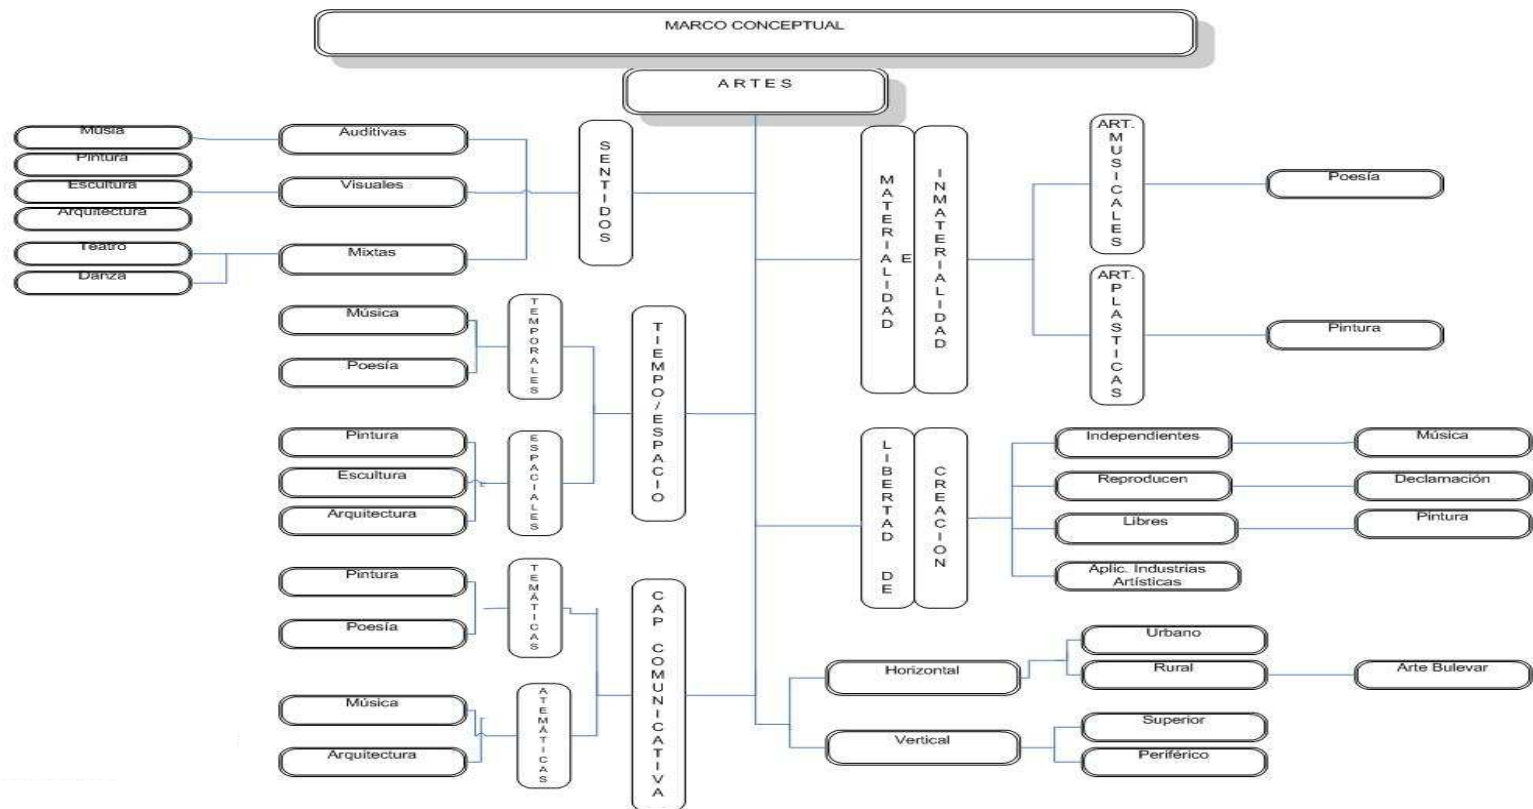 MARCO CONCEPTUAL
ARTES
SENTIDOS
Auditivas
Musia
Visuales
Pintura
Escultura
Arquitectura
Mixtas
Teatro
Danza
TIEMPO/ESPACIO
TEMPORALES
Música
Poesía
ESPACIALES
Pintura
Escultura
Arquitectura
CAP COMUNICATIVA
TEMÁTICAS
Pintura
Poesía
ATEMÁTICAS
Música
Arquitectura
MATERIALIDAD
E
INMATERIALIDAD
ART. MUSICALES
Poesía
ART. PLASTICAS
Pintura
LIBERTAD DE
CREACION
Independientes
Música
Reproducen
Declamación
Libres
Pintura
Aplic. Industrias
Artísticas
Horizontal
Urbano
Rural
Arte Bulevar
Vertical
Superior
Periférico